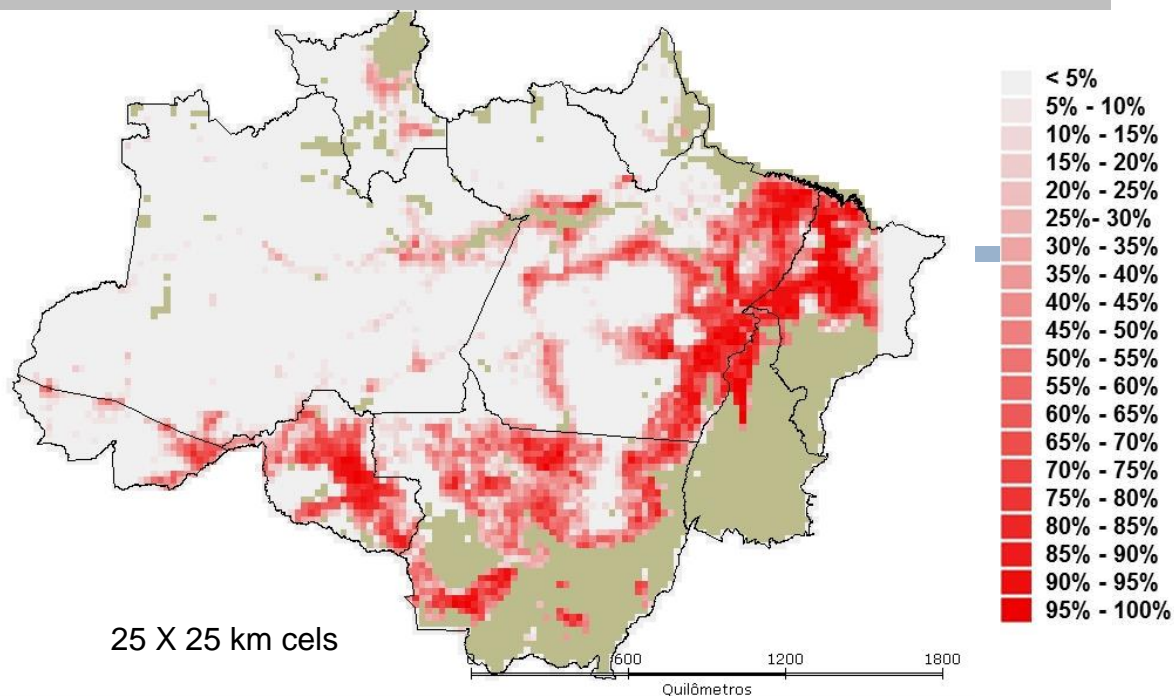 < 5%
5% - 10%
10% - 15%
15% - 20%
20% - 25%
25%- 30%
30% - 35%
35% - 40%
40% - 45%
45% - 50%
50% - 55%
55% - 60%
60% - 65%
65% - 70%
70% - 75%
75% - 80%
80% - 85%
85% - 90%
90% - 95%
95% - 100%
25 X 25 km cels
0 600 1200 1800
Quilômetros